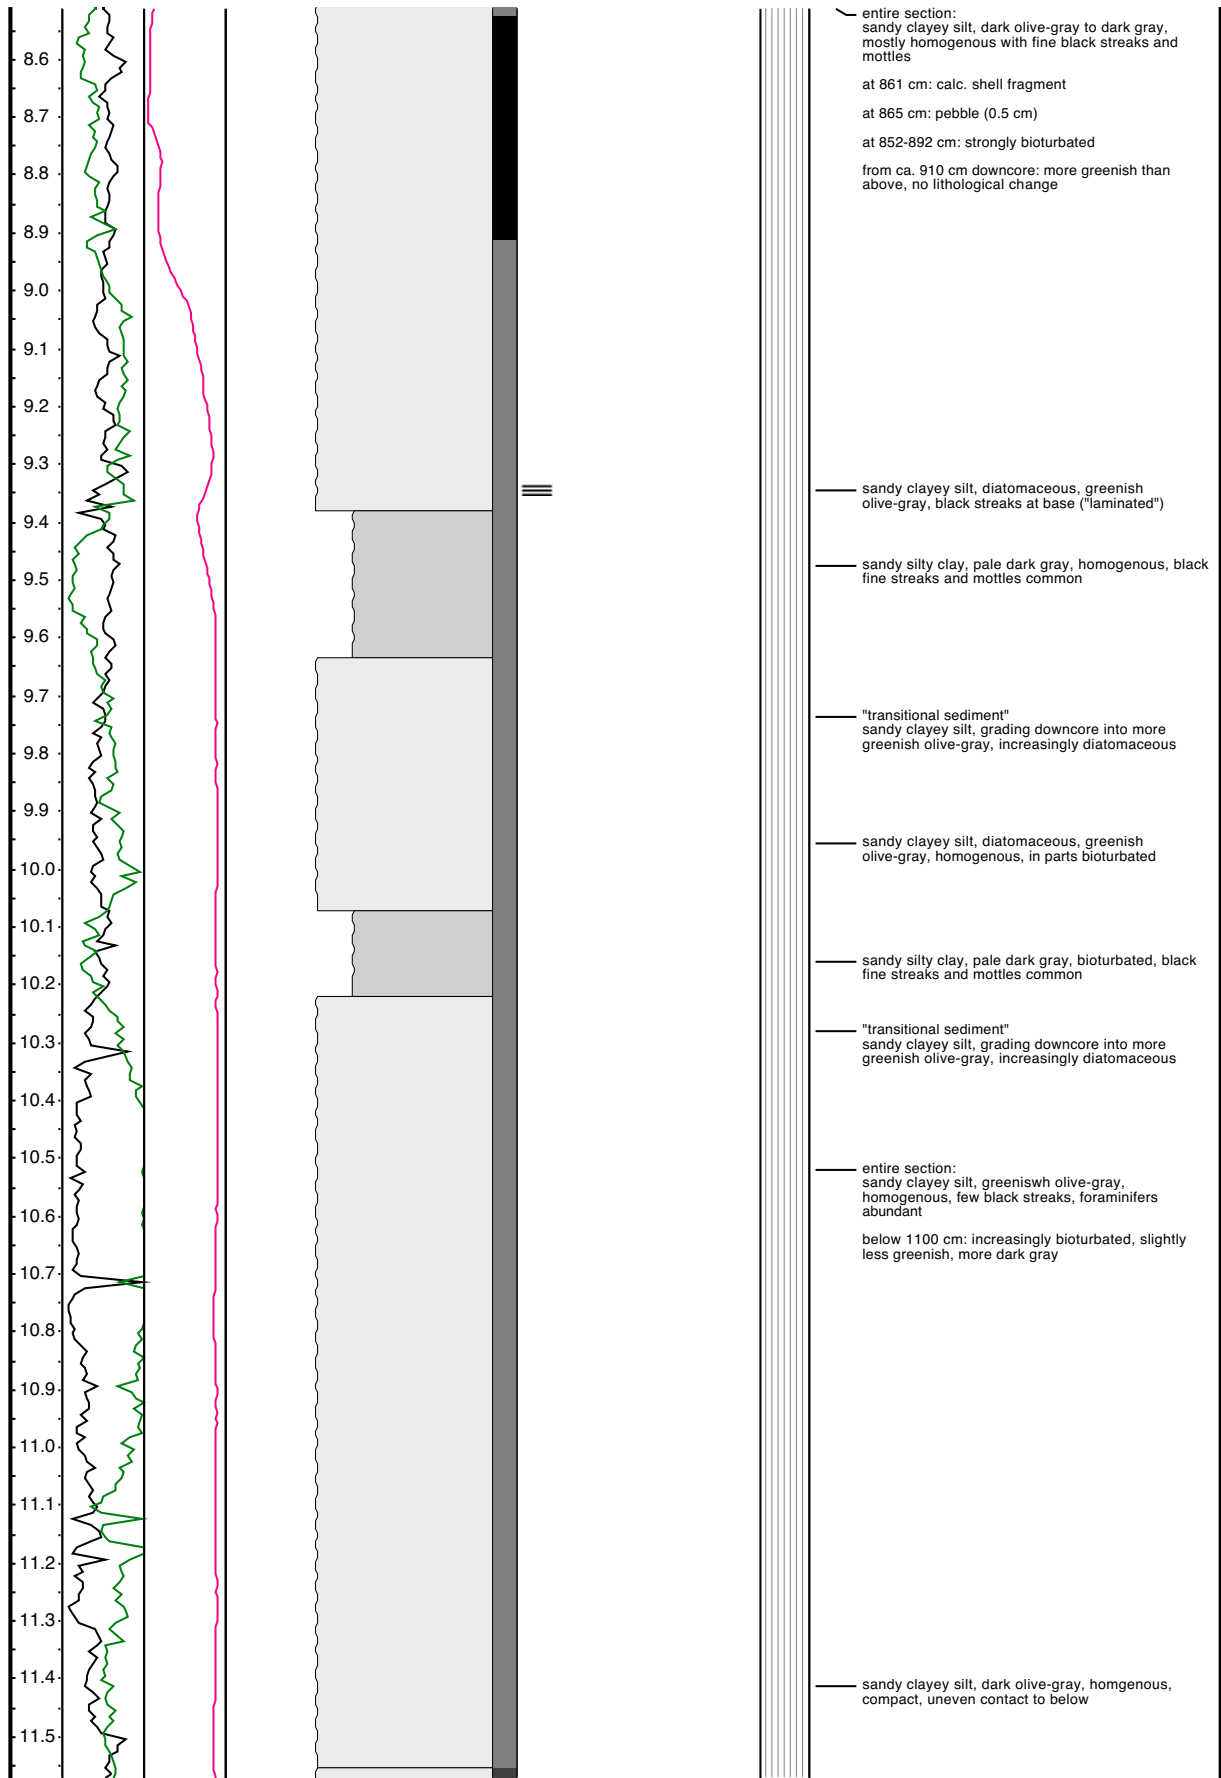 entire section:
sandy clayey silt, dark olive-gray to dark gray,
mostly homogenous with fine black streaks and
mottles
at 861 cm: calc. shell fragment
at 865 cm: pebble (0.5 cm)
at 852-892 cm: strongly bioturbated
from ca. 910 cm downcore: more greenish than
above, no lithological change
8.6
8.7
8.8
8.9
9.0
9.1
9.2
9.3
sandy clayey silt, diatomaceous, greenish
olive-gray, black streaks at base ("laminated")
9.4
sandy silty clay, pale dark gray, homogenous, black
fine streaks and mottles common
9.5
9.6
9.7
"transitional sediment"
sandy clayey silt, grading downcore into more
greenish olive-gray, increasingly diatomaceous
9.8
9.9
sandy clayey silt, diatomaceous, greenish
olive-gray, homogenous, in parts bioturbated
10.0
10.1
sandy silty clay, pale dark gray, bioturbated, black
fine streaks and mottles common
10.2
10.3
"transitional sediment"
sandy clayey silt, grading downcore into more
greenish olive-gray, increasingly diatomaceous
10.4
10.5
entire section:
sandy clayey silt, greeniswh olive-gray,
homogenous, few black streaks, foraminifers
abundant
below 1100 cm: increasingly bioturbated, slightly
less greenish, more dark gray
10.6
10.7
10.8
10.9
11.0
11.1
11.2
11.3
11.4
sandy clayey silt, dark olive-gray, homgenous,
compact, uneven contact to below
11.5